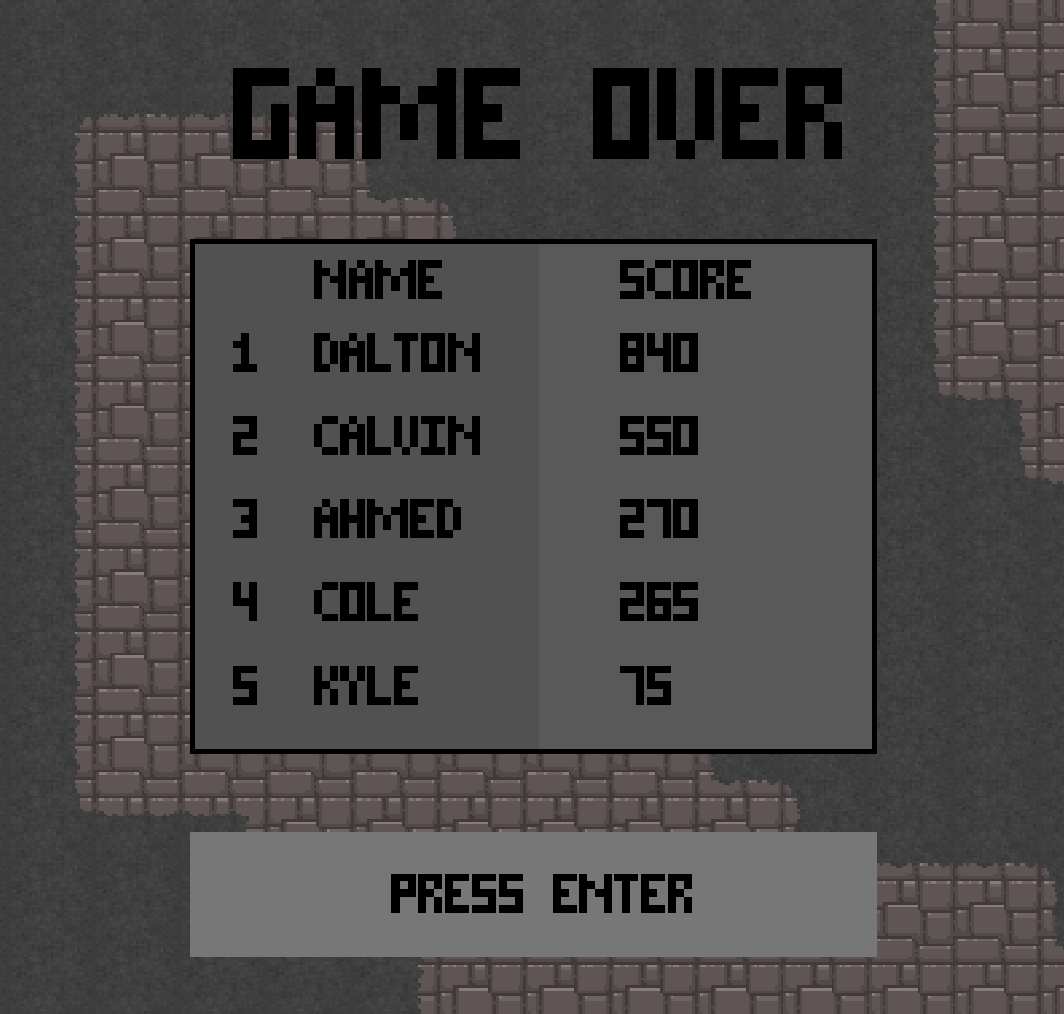 GAME OVER
NAME SCORE
1 DALTON 840
2 CALVIN 550
3 AHMED 270
4 COLE 265
5 KYLE 75
PRESS ENTER